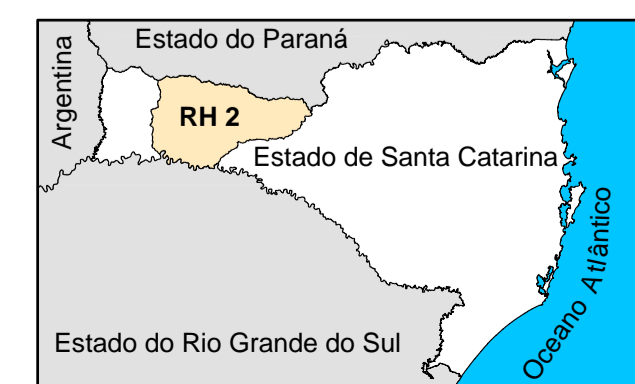 Estado do Paraná
Argentina
RH 2
Estado de Santa Catarina
Oceano Atlântico
Estado do Rio Grande do Sul